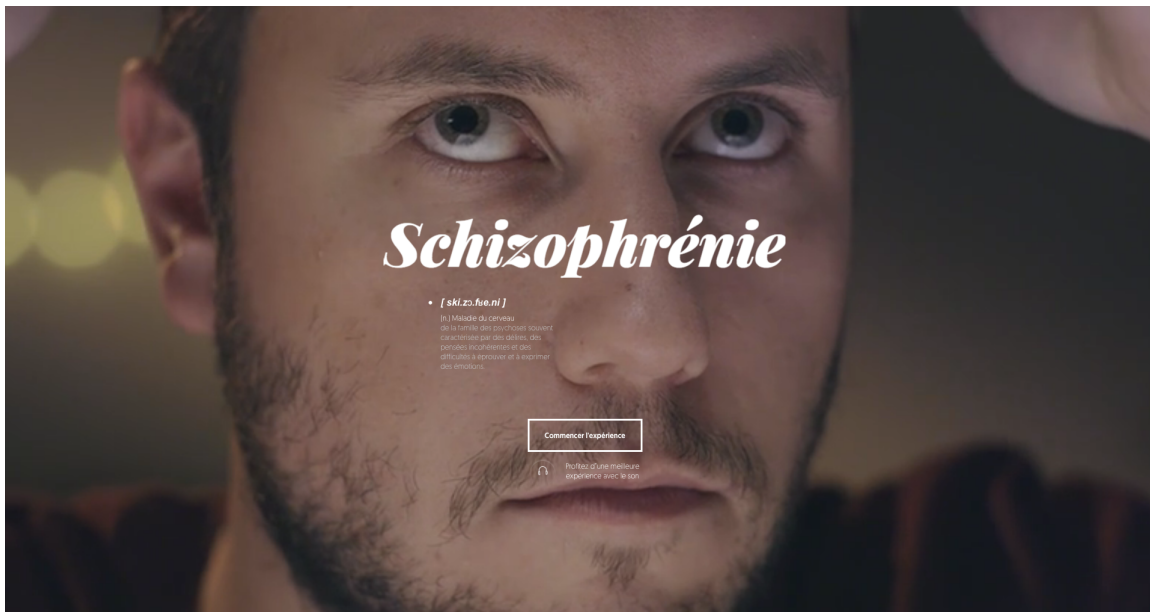 Schizophrénie
• [ ski.zɔ.fʁe.ni ]
(n.) Maladie du cerveau
de la famille des psychoses souvent
caractérisée par des délires, des
pensées incohérentes et des
difficultés à éprouver et à exprimer
des émotions.
Commencer l'expérience
Profitez d'une meilleure
expérience avec le son